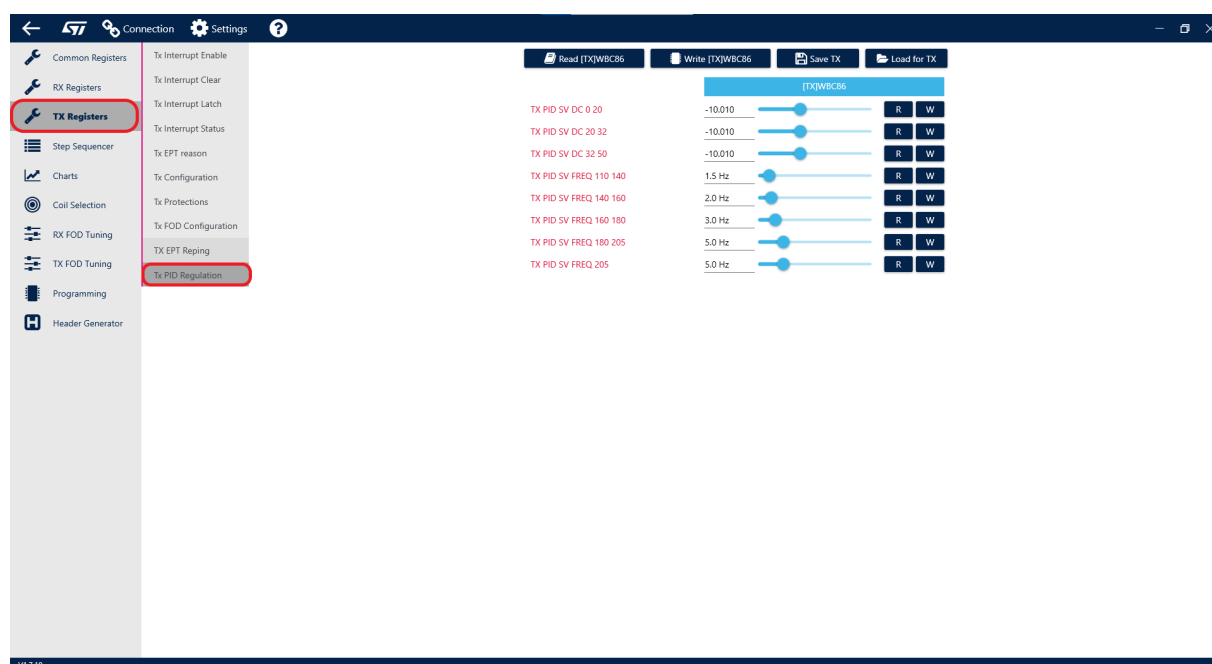 ST Connection Settings ?
Common Registers
RX Registers
TX Registers
Step Sequencer
Charts
Coil Selection
RX FOD Tuning
TX FOD Tuning
Programming
Header Generator
Tx Interrupt Enable
Tx Interrupt Clear
Tx Interrupt Latch
Tx Interrupt Status
Tx EPT reason
Tx Configuration
Tx Protections
Tx FOD Configuration
TX EPT Reping
Tx PID Regulation
Read [TX]WBC86 Write [TX]WBC86 Save TX Load for TX
[TX]WBC86
TX PID SV DC 0 20 -10.010 R W
TX PID SV DC 20 32 -10.010 R W
TX PID SV DC 32 50 -10.010 R W
TX PID SV FREQ 110 140 1.5 Hz R W
TX PID SV FREQ 140 160 2.0 Hz R W
TX PID SV FREQ 160 180 3.0 Hz R W
TX PID SV FREQ 180 205 5.0 Hz R W
TX PID SV FREQ 205 5.0 Hz R W